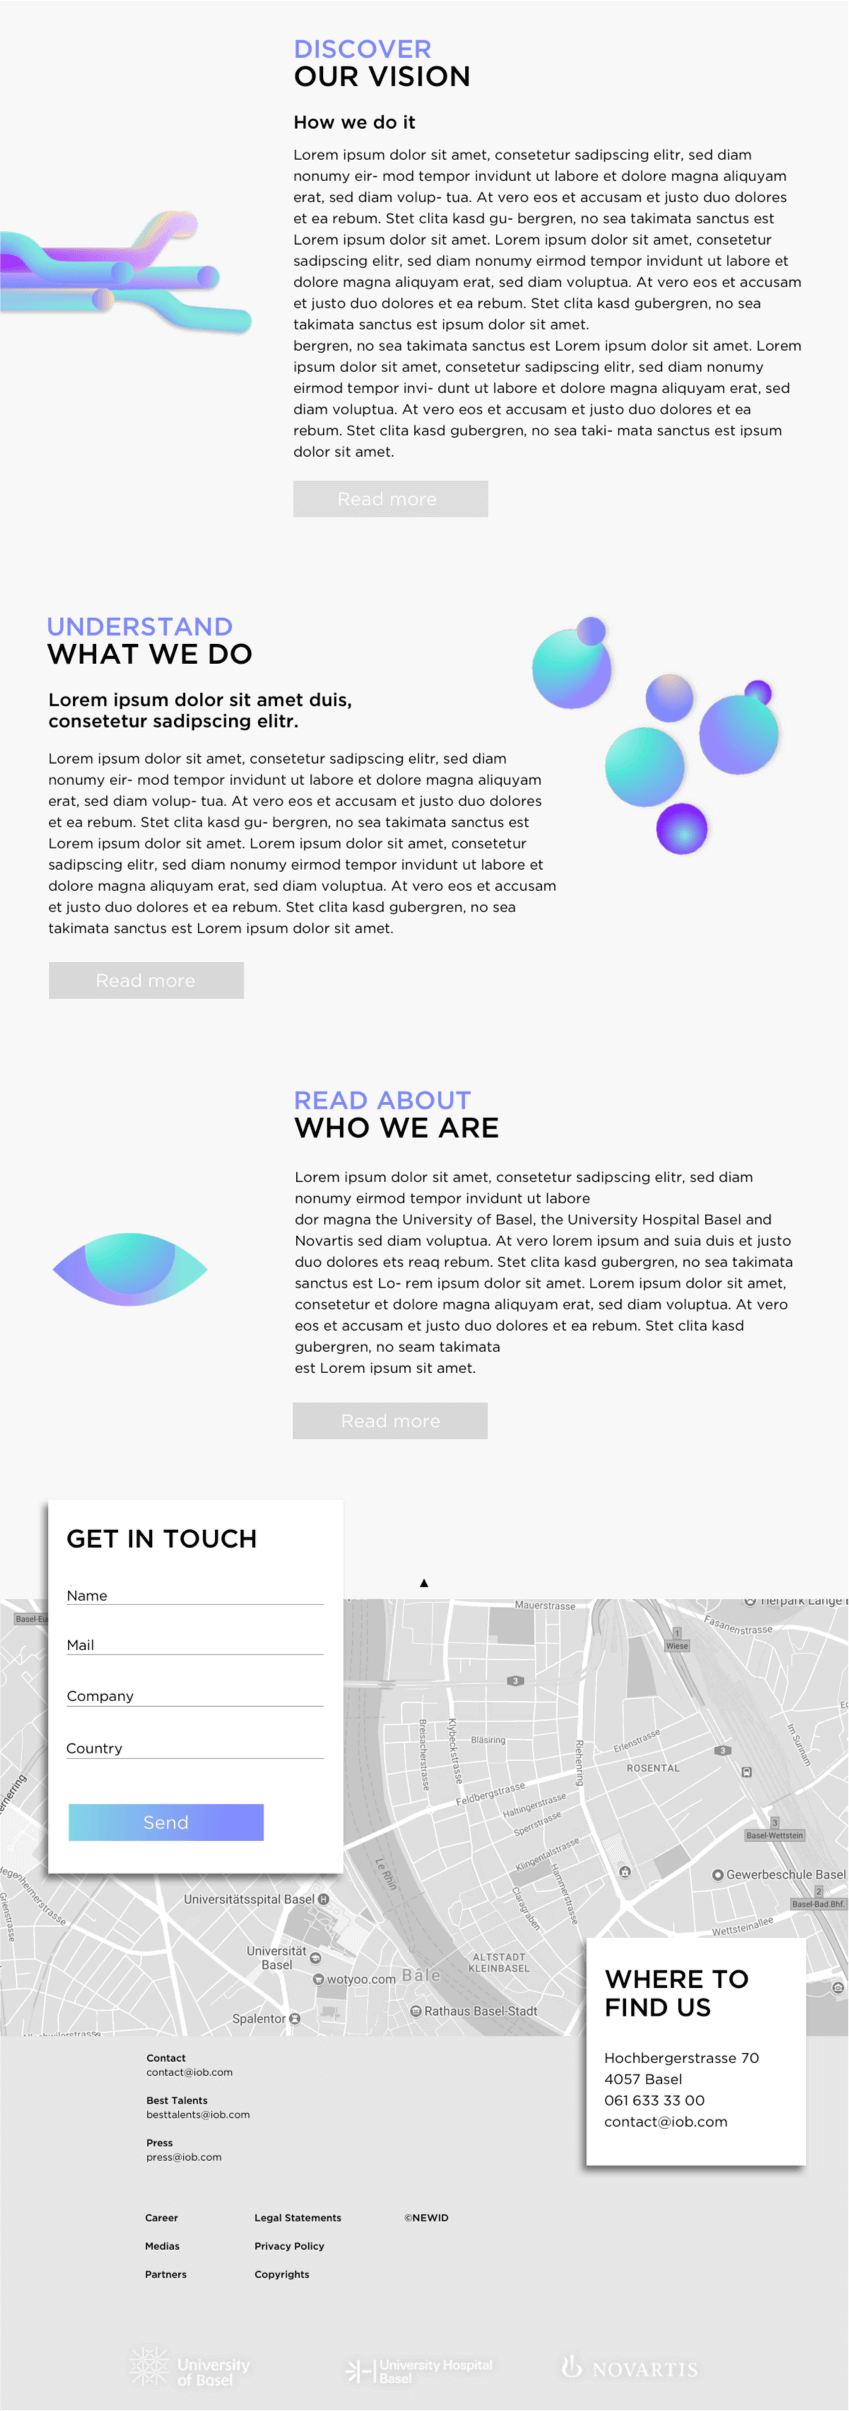 DISCOVER
OUR VISION
How we do it
Lorem ipsum dolor sit amet, consetetur sadipscing elitr, sed diam
nonumy eir- mod tempor invidunt ut labore et dolore magna aliquyam
erat, sed diam volup- tua. At vero eos et accusam et justo duo dolores
et ea rebum. Stet clita kasd gu- bergren, no sea takimata sanctus est
Lorem ipsum dolor sit amet. Lorem ipsum dolor sit amet, consetetur
sadipscing elitr, sed diam nonumy eirmod tempor invidunt ut labore et
dolore magna aliquyam erat, sed diam voluptua. At vero eos et accusam
et justo duo dolores et ea rebum. Stet clita kasd gubergren, no sea
takimata sanctus est ipsum dolor sit amet.
bergren, no sea takimata sanctus est Lorem ipsum dolor sit amet. Lorem
ipsum dolor sit amet, consetetur sadipscing elitr, sed diam nonumy
eirmod tempor invi- dunt ut labore et dolore magna aliquyam erat, sed
diam voluptua. At vero eos et accusam et justo duo dolores et ea
rebum. Stet clita kasd gubergren, no sea taki- mata sanctus est ipsum
dolor sit amet.
Read more
UNDERSTAND
WHAT WE DO
Lorem ipsum dolor sit amet duis,
consetetur sadipscing elitr.
Lorem ipsum dolor sit amet, consetetur sadipscing elitr, sed diam
nonumy eir- mod tempor invidunt ut labore et dolore magna aliquyam
erat, sed diam volup- tua. At vero eos et accusam et justo duo dolores
et ea rebum. Stet clita kasd gu- bergren, no sea takimata sanctus est
Lorem ipsum dolor sit amet. Lorem ipsum dolor sit amet, consetetur
sadipscing elitr, sed diam nonumy eirmod tempor invidunt ut labore et
dolore magna aliquyam erat, sed diam voluptua. At vero eos et accusam
et justo duo dolores et ea rebum. Stet clita kasd gubergren, no sea
takimata sanctus est Lorem ipsum dolor sit amet.
Read more
READ ABOUT
WHO WE ARE
Lorem ipsum dolor sit amet, consetetur sadipscing elitr, sed diam
nonumy eirmod tempor invidunt ut labore
dor magna the University of Basel, the University Hospital Basel and
Novartis sed diam voluptua. At vero lorem ipsum and suia duis et justo
duo dolores ets reaq rebum. Stet clita kasd gubergren, no sea takimata
sanctus est Lo- rem ipsum dolor sit amet. Lorem ipsum dolor sit amet,
consetetur et dolore magna aliquyam erat, sed diam voluptua. At vero
eos et accusam et justo duo dolores et ea rebum. Stet clita kasd
gubergren, no seam takimata
est Lorem ipsum sit amet.
Read more
GET IN TOUCH
Name
Mail
Company
Country
Send
Mauerstrasse
Tierpark Lange
Fasanenstrasse
1
Wiese
3
Breisacherstrasse
Klybeckstrasse
Bläsiring
Riehenring
Erlenstrasse
3
Im Surinam
ROSENTAL
Feldbergstrasse
Haltingerstrasse
Sperrstrasse
3
Basel-Wettstein
Klingentalstrasse
Hammerstrasse
Claragraben
Le Rhin
Gewerbeschule Basel
2
Basel-Bad.Bhf.
Wettsteinallee
Universitätsspital Basel
Universität
Basel
wotyoo.com
Bâle
ALTSTADT
KLEINBASEL
Rathaus Basel-Stadt
Spalentor
WHERE TO
FIND US
Hochbergerstrasse 70
4057 Basel
061 633 33 00
contact@iob.com
Contact
contact@iob.com
Best Talents
besttalents@iob.com
Press
press@iob.com
Career
Legal Statements
©NEWID
Medias
Privacy Policy
Partners
Copyrights
University
of Basel
University Hospital
Basel
NOVARTIS